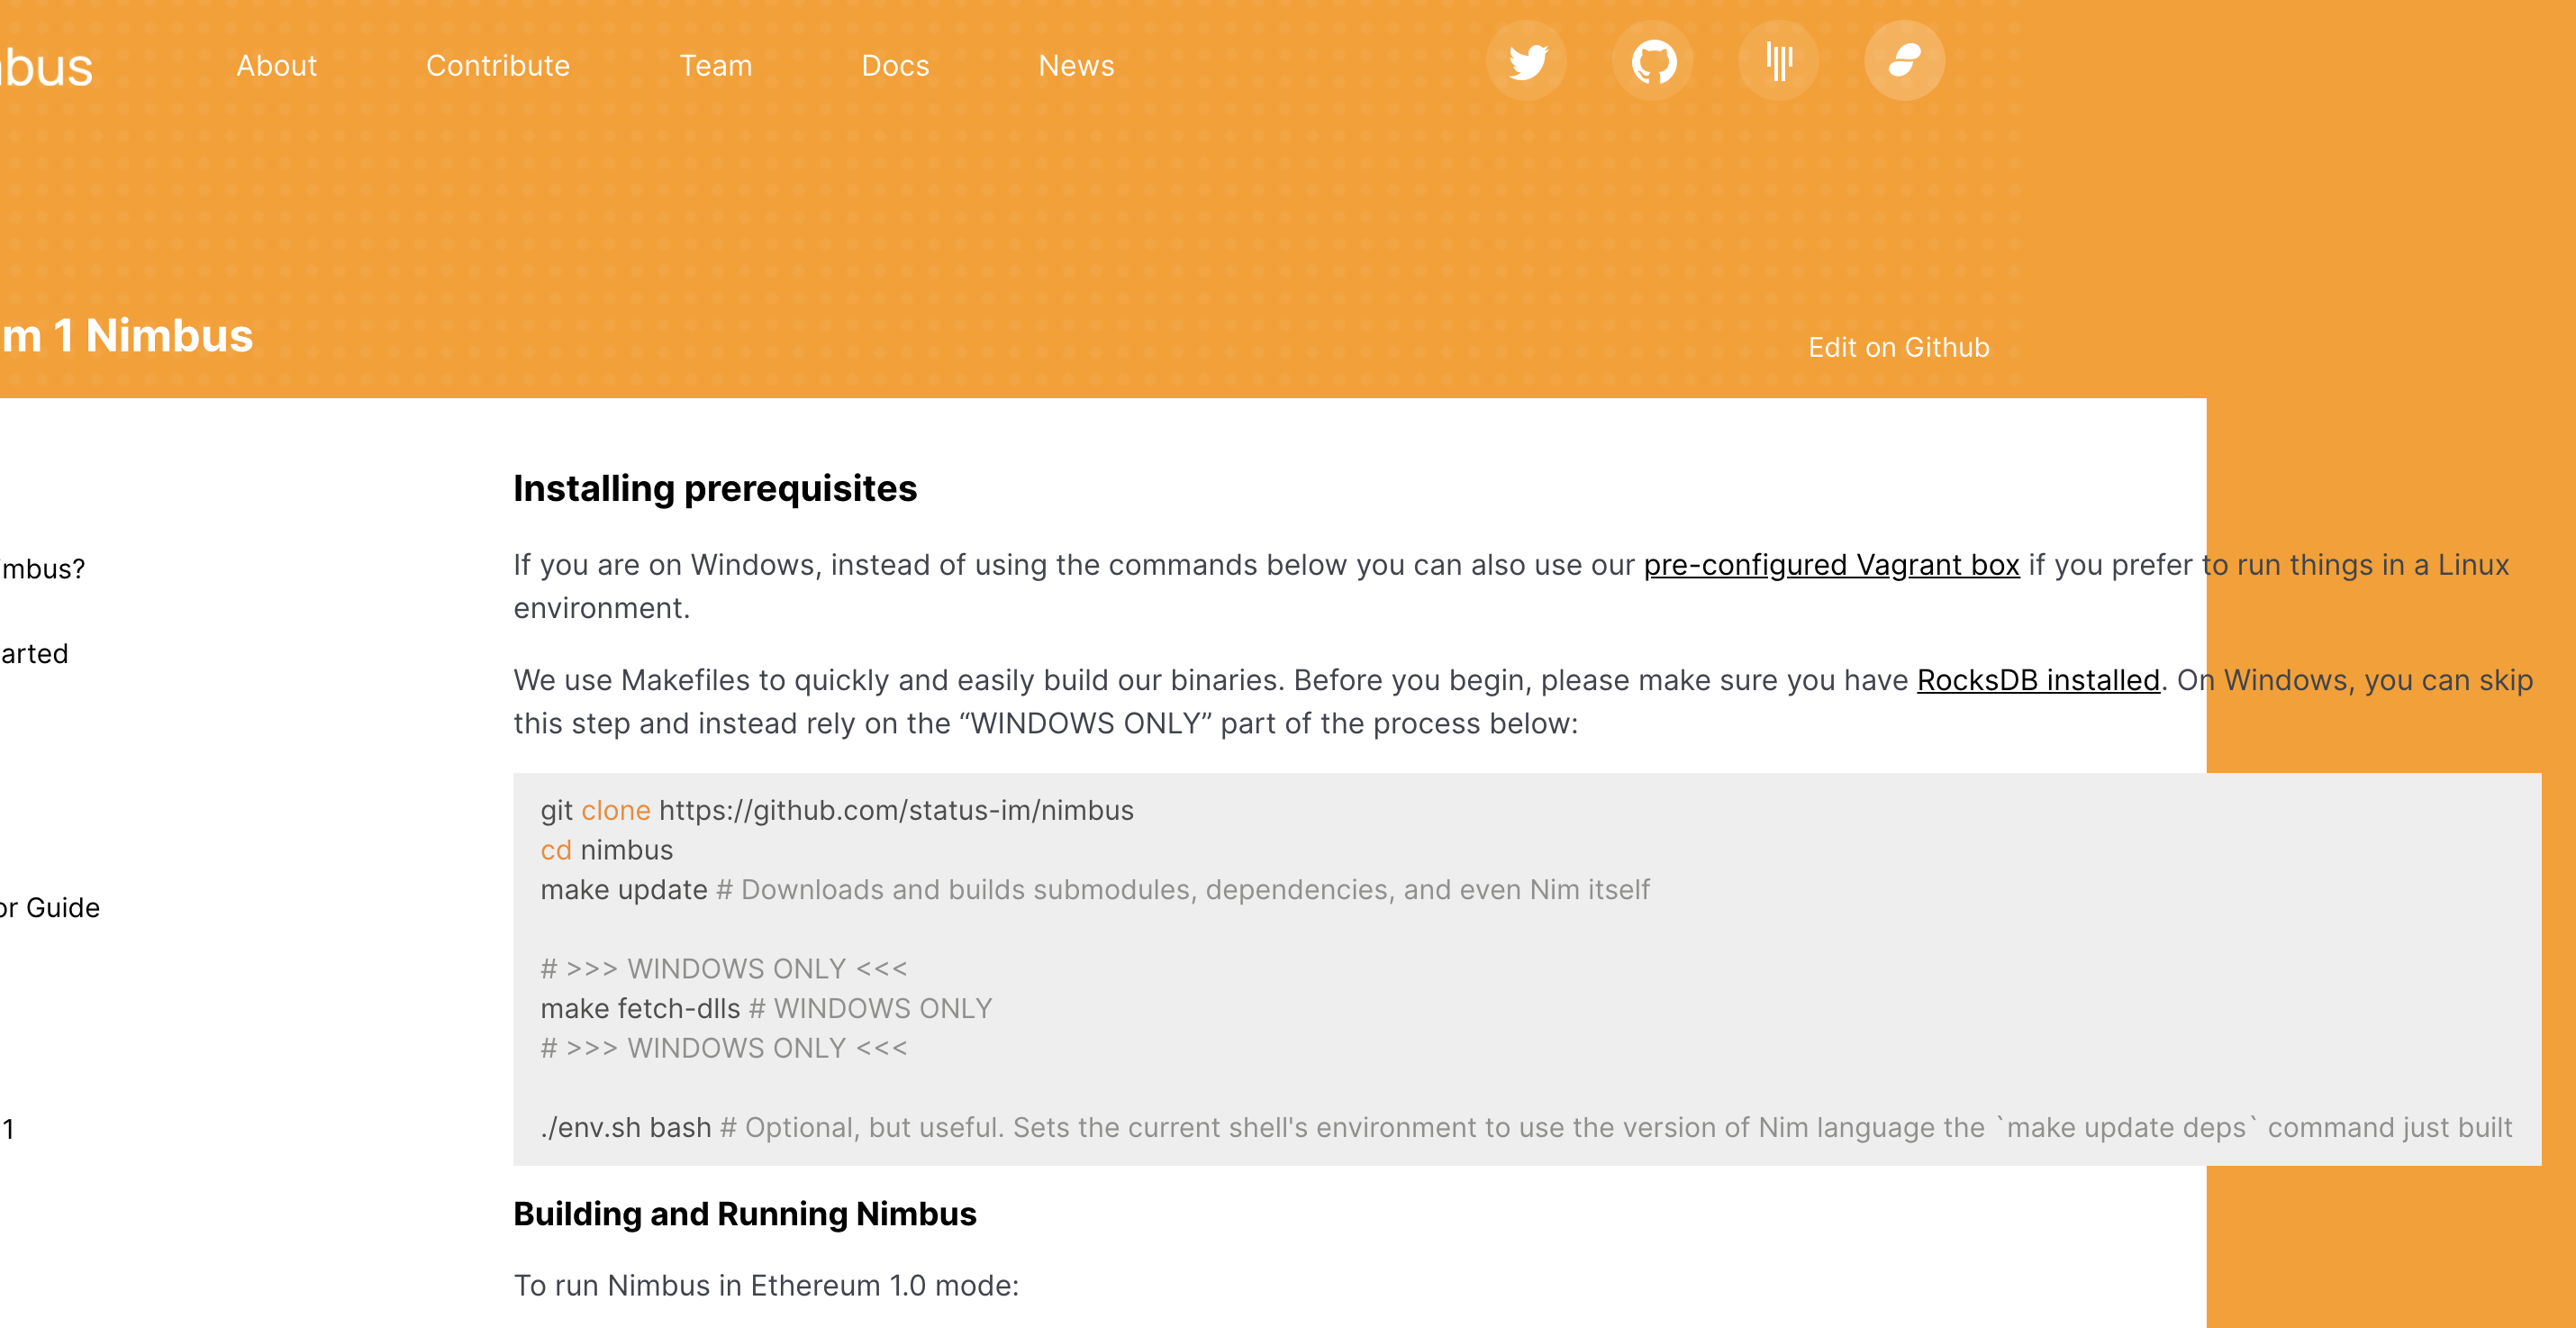 bus
About
Contribute
Team
Docs
News
m 1 Nimbus
Edit on Github
imbus?
arted
or Guide
1
Installing prerequisites
If you are on Windows, instead of using the commands below you can also use our pre-configured Vagrant box if you prefer to run things in a Linux
environment.
We use Makefiles to quickly and easily build our binaries. Before you begin, please make sure you have RocksDB installed. On Windows, you can skip
this step and instead rely on the “WINDOWS ONLY” part of the process below:
git clone https://github.com/status-im/nimbus
cd nimbus
make update # Downloads and builds submodules, dependencies, and even Nim itself
# >>> WINDOWS ONLY <<<
make fetch-dlls # WINDOWS ONLY
# >>> WINDOWS ONLY <<<
./env.sh bash # Optional, but useful. Sets the current shell's environment to use the version of Nim language the `make update deps` command just built
Building and Running Nimbus
To run Nimbus in Ethereum 1.0 mode: